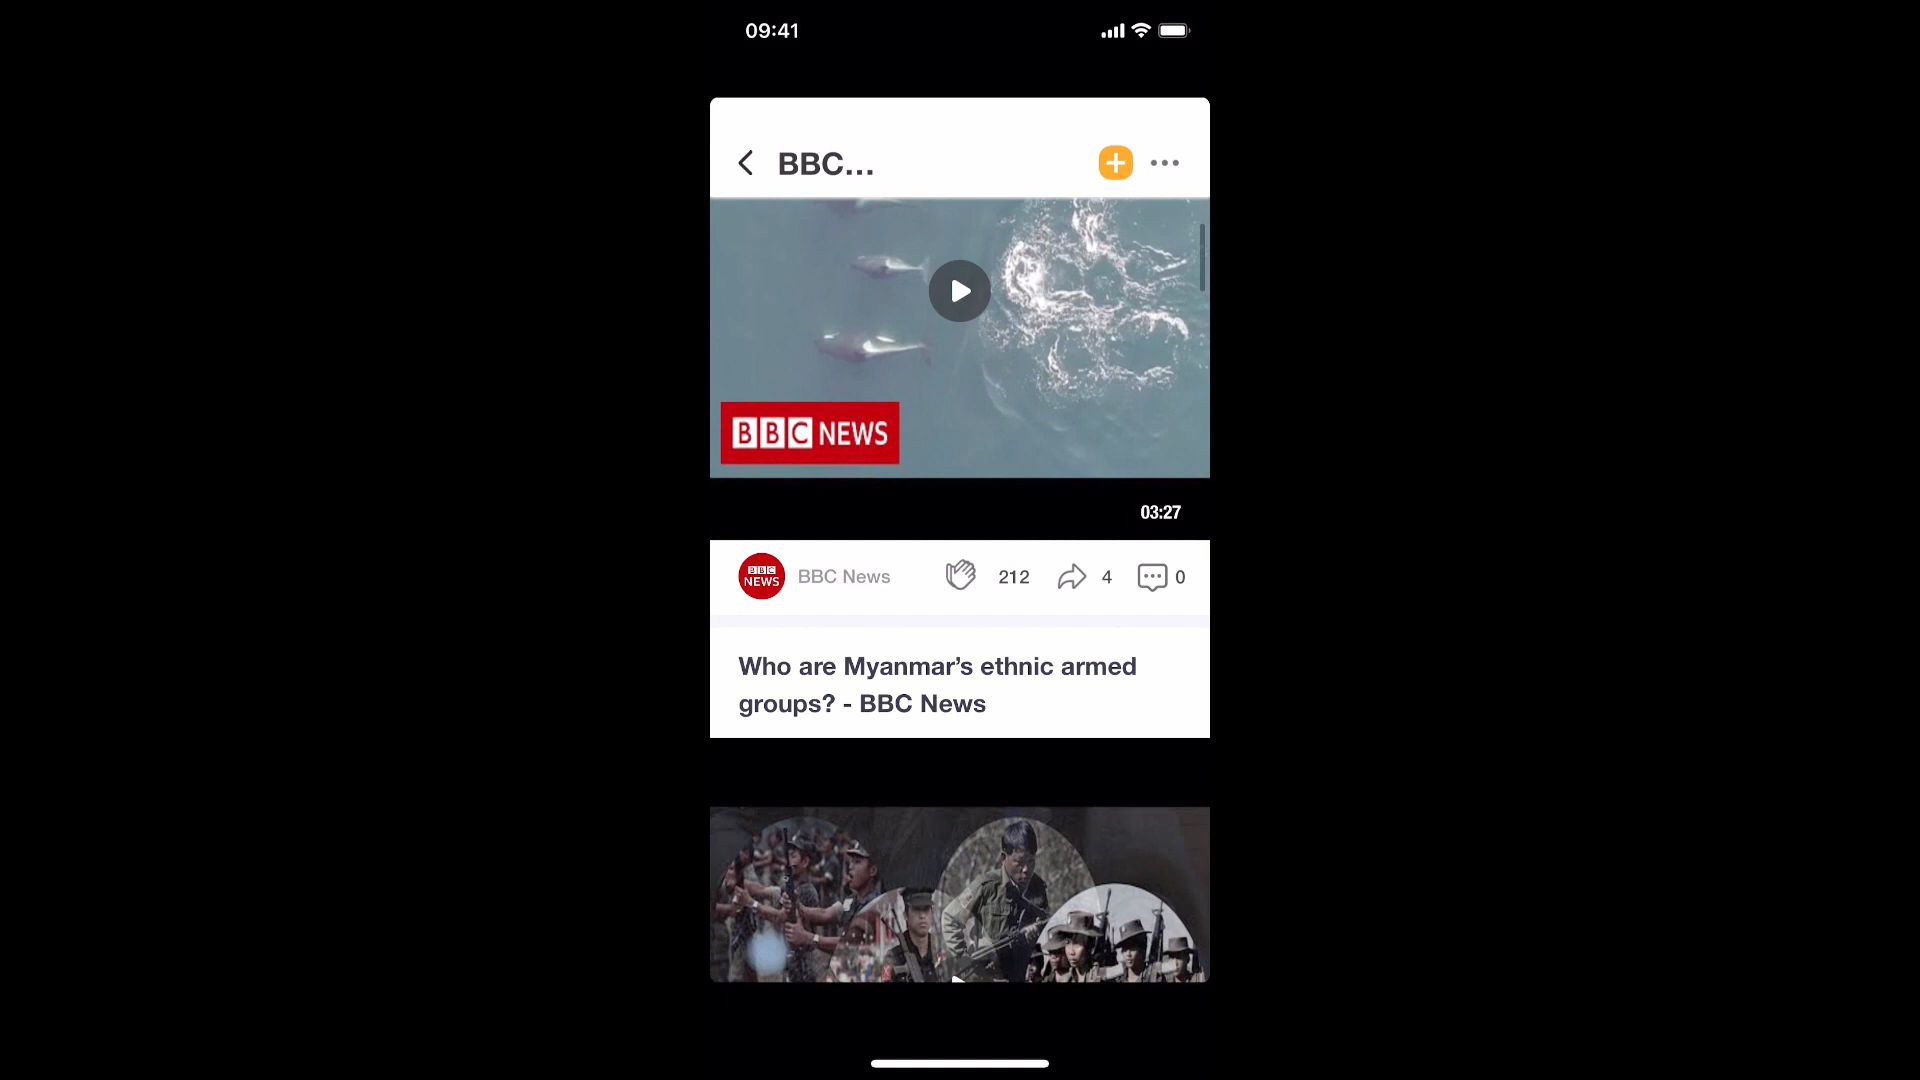 09:41
BBC...
BBC NEWS
03:27
BBC NEWS
BBC News
212
4
0
Who are Myanmar’s ethnic armed
groups? - BBC News